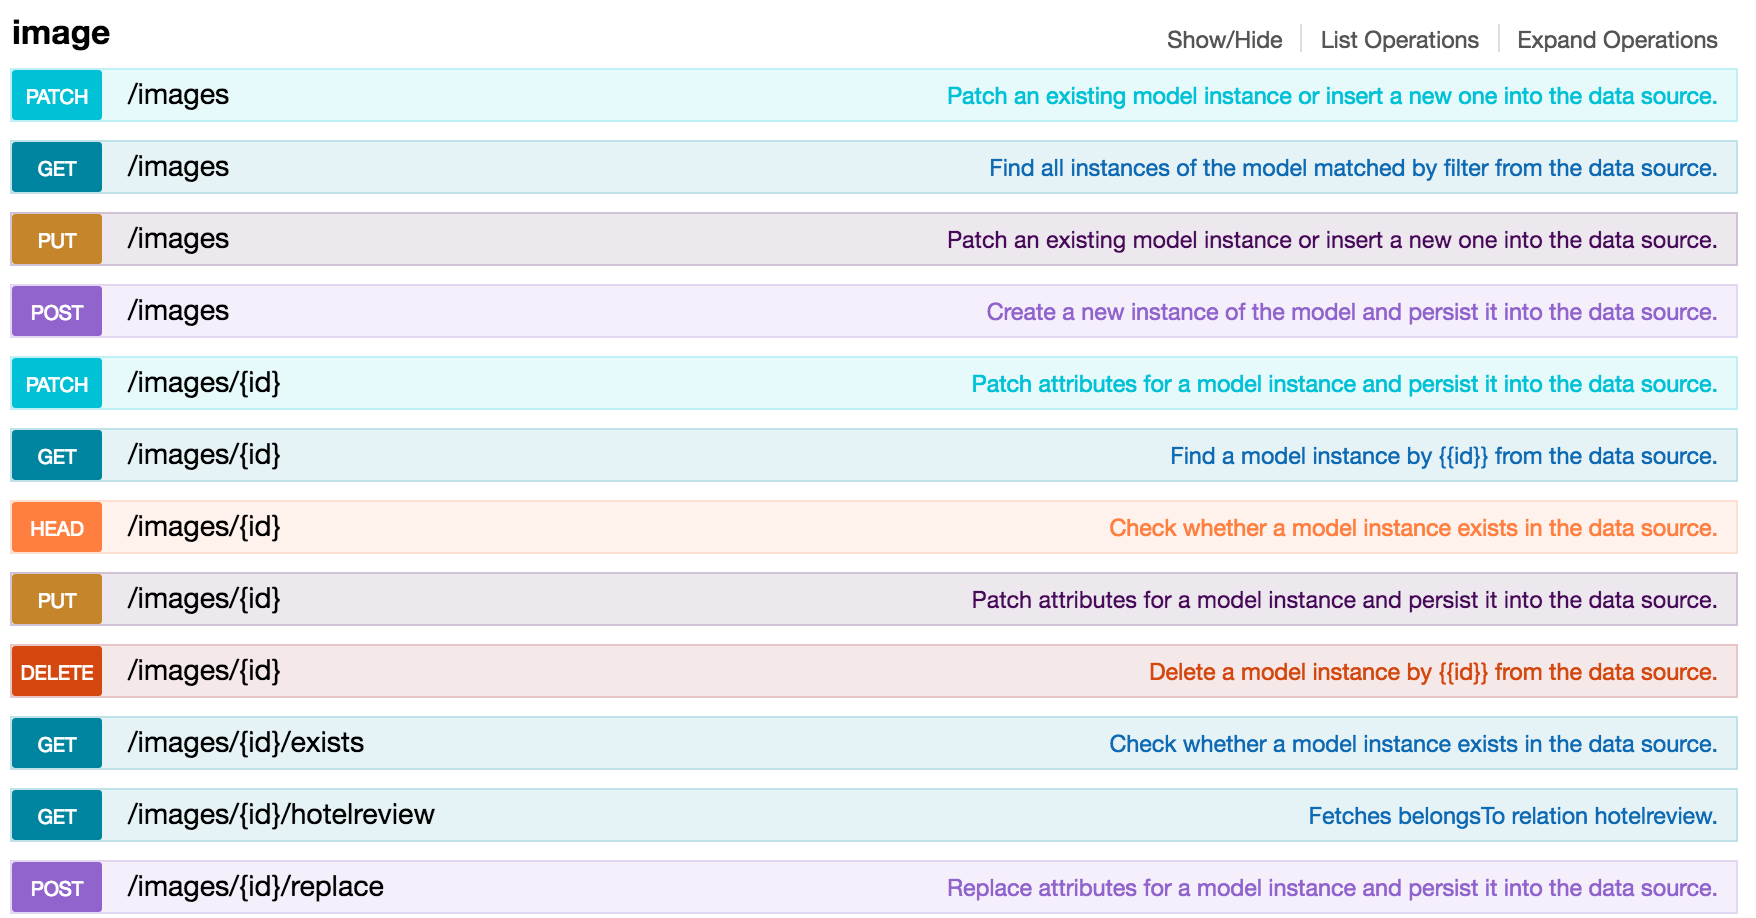 image
Show/Hide List Operations Expand Operations
PATCH /images Patch an existing model instance or insert a new one into the data source.
GET /images Find all instances of the model matched by filter from the data source.
PUT /images Patch an existing model instance or insert a new one into the data source.
POST /images Create a new instance of the model and persist it into the data source.
PATCH /images/{id} Patch attributes for a model instance and persist it into the data source.
GET /images/{id} Find a model instance by {{id}} from the data source.
HEAD /images/{id} Check whether a model instance exists in the data source.
PUT /images/{id} Patch attributes for a model instance and persist it into the data source.
DELETE /images/{id} Delete a model instance by {{id}} from the data source.
GET /images/{id}/exists Check whether a model instance exists in the data source.
GET /images/{id}/hotelreview Fetches belongsTo relation hotelreview.
POST /images/{id}/replace Replace attributes for a model instance and persist it into the data source.